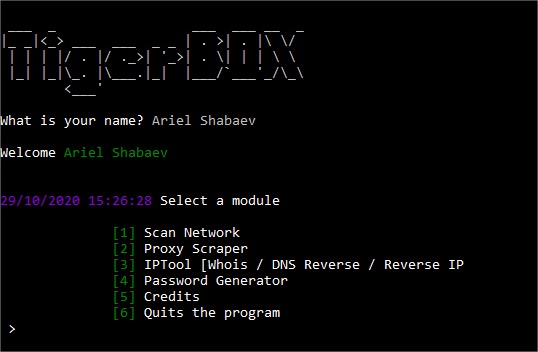 TigerBOX
What is your name? Ariel Shabaev
Welcome Ariel Shabaev
29/10/2020 15:26:28 Select a module
[1] Scan Network
[2] Proxy Scraper
[3] IPTool [Whois / DNS Reverse / Reverse IP
[4] Password Generator
[5] Credits
[6] Quits the program
>